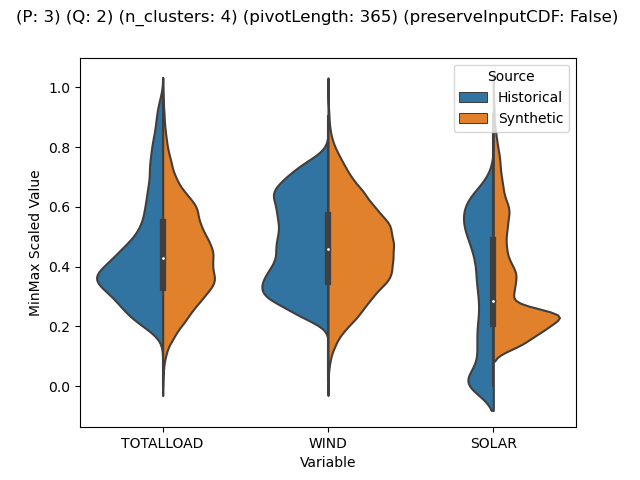 (P: 3) (Q: 2) (n_clusters: 4) (pivotLength: 365) (preserveInputCDF: False)
Source
Historical
Synthetic
1.0
0.8
0.6
0.4
0.2
0.0
MinMax Scaled Value
TOTALLOAD WIND SOLAR
Variable